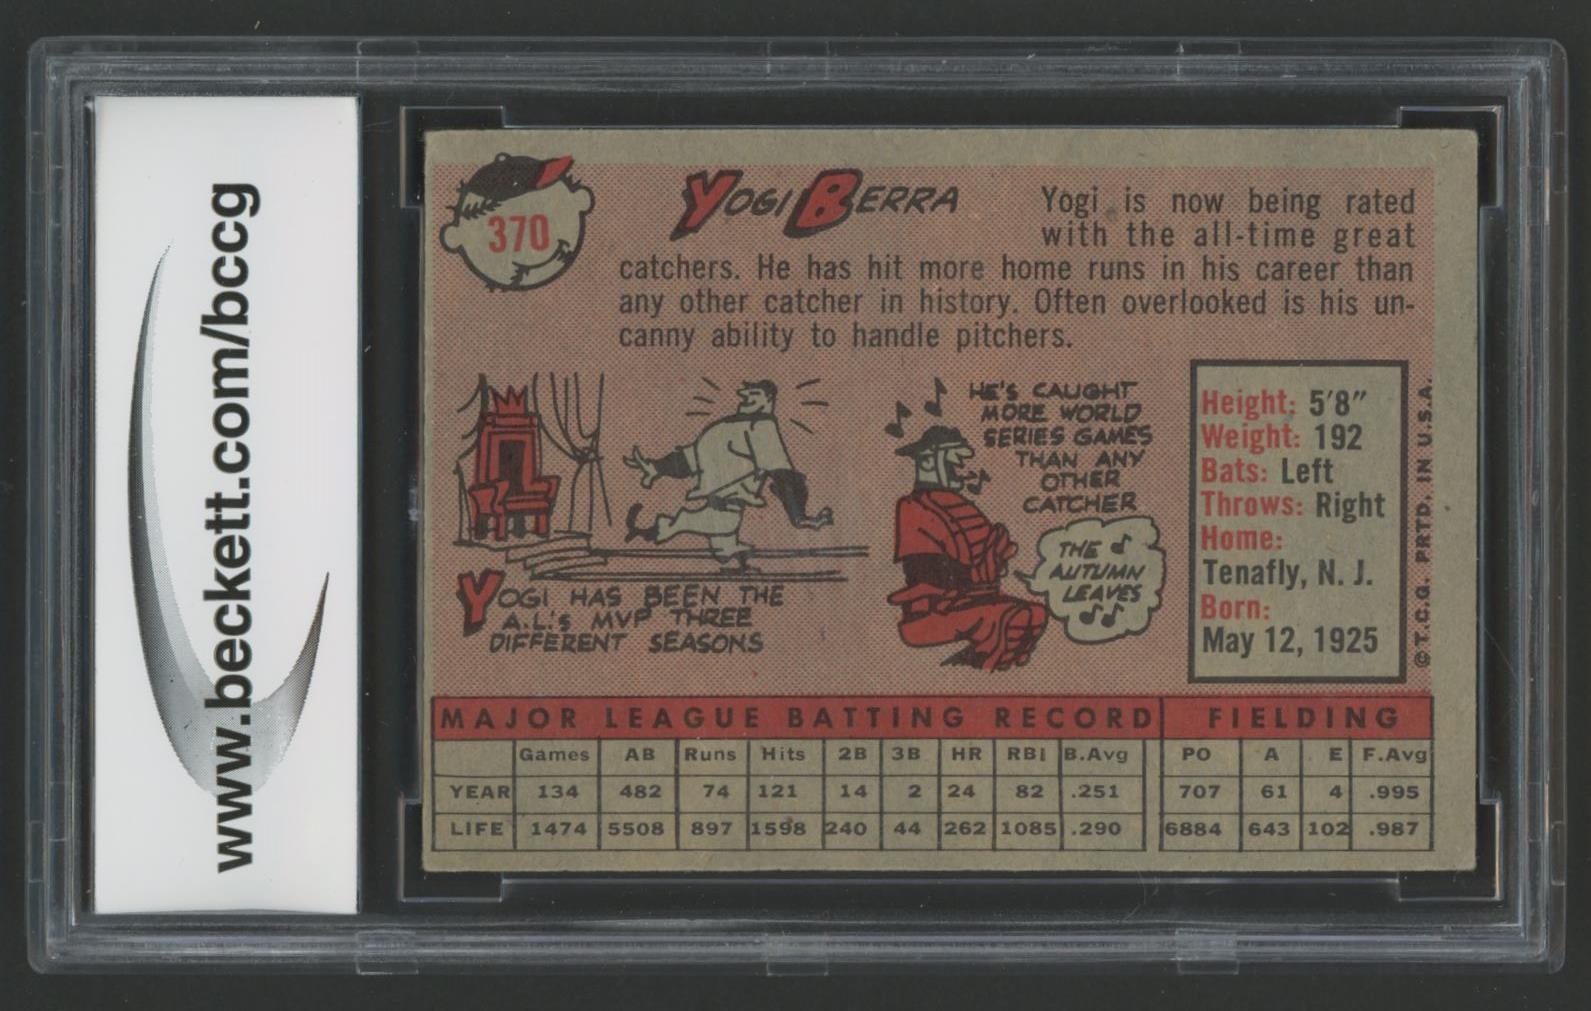 www.beckett.com/bccg
370
YOGI BERRA
Yogi is now being rated
with the all-time great
catchers. He has hit more home runs in his career than
any other catcher in history. Often overlooked is his un-
canny ability to handle pitchers.
YOGI HAS BEEN THE
A.L.'s MVP THREE
DIFFERENT SEASONS
HE'S CAUGHT
MORE WORLD
SERIES GAMES
THAN ANY
OTHER
CATCHER
THE
AUTUMN
LEAVES
Height: 5'8"
Weight: 192
Bats: Left
Throws: Right
Home:
Tenafly, N. J.
Born:
May 12, 1925
© T.C.G. PRTD. IN U.S.A.
MAJOR LEAGUE BATTING RECORD FIELDING
Games AB Runs Hits 2B 3B HR RBI B.Avg PO A E F.Avg
YEAR 134 482 74 121 14 2 24 82 .251 707 61 4 .995
LIFE 1474 5508 897 1598 240 44 262 1085 .290 6884 643 102 .987